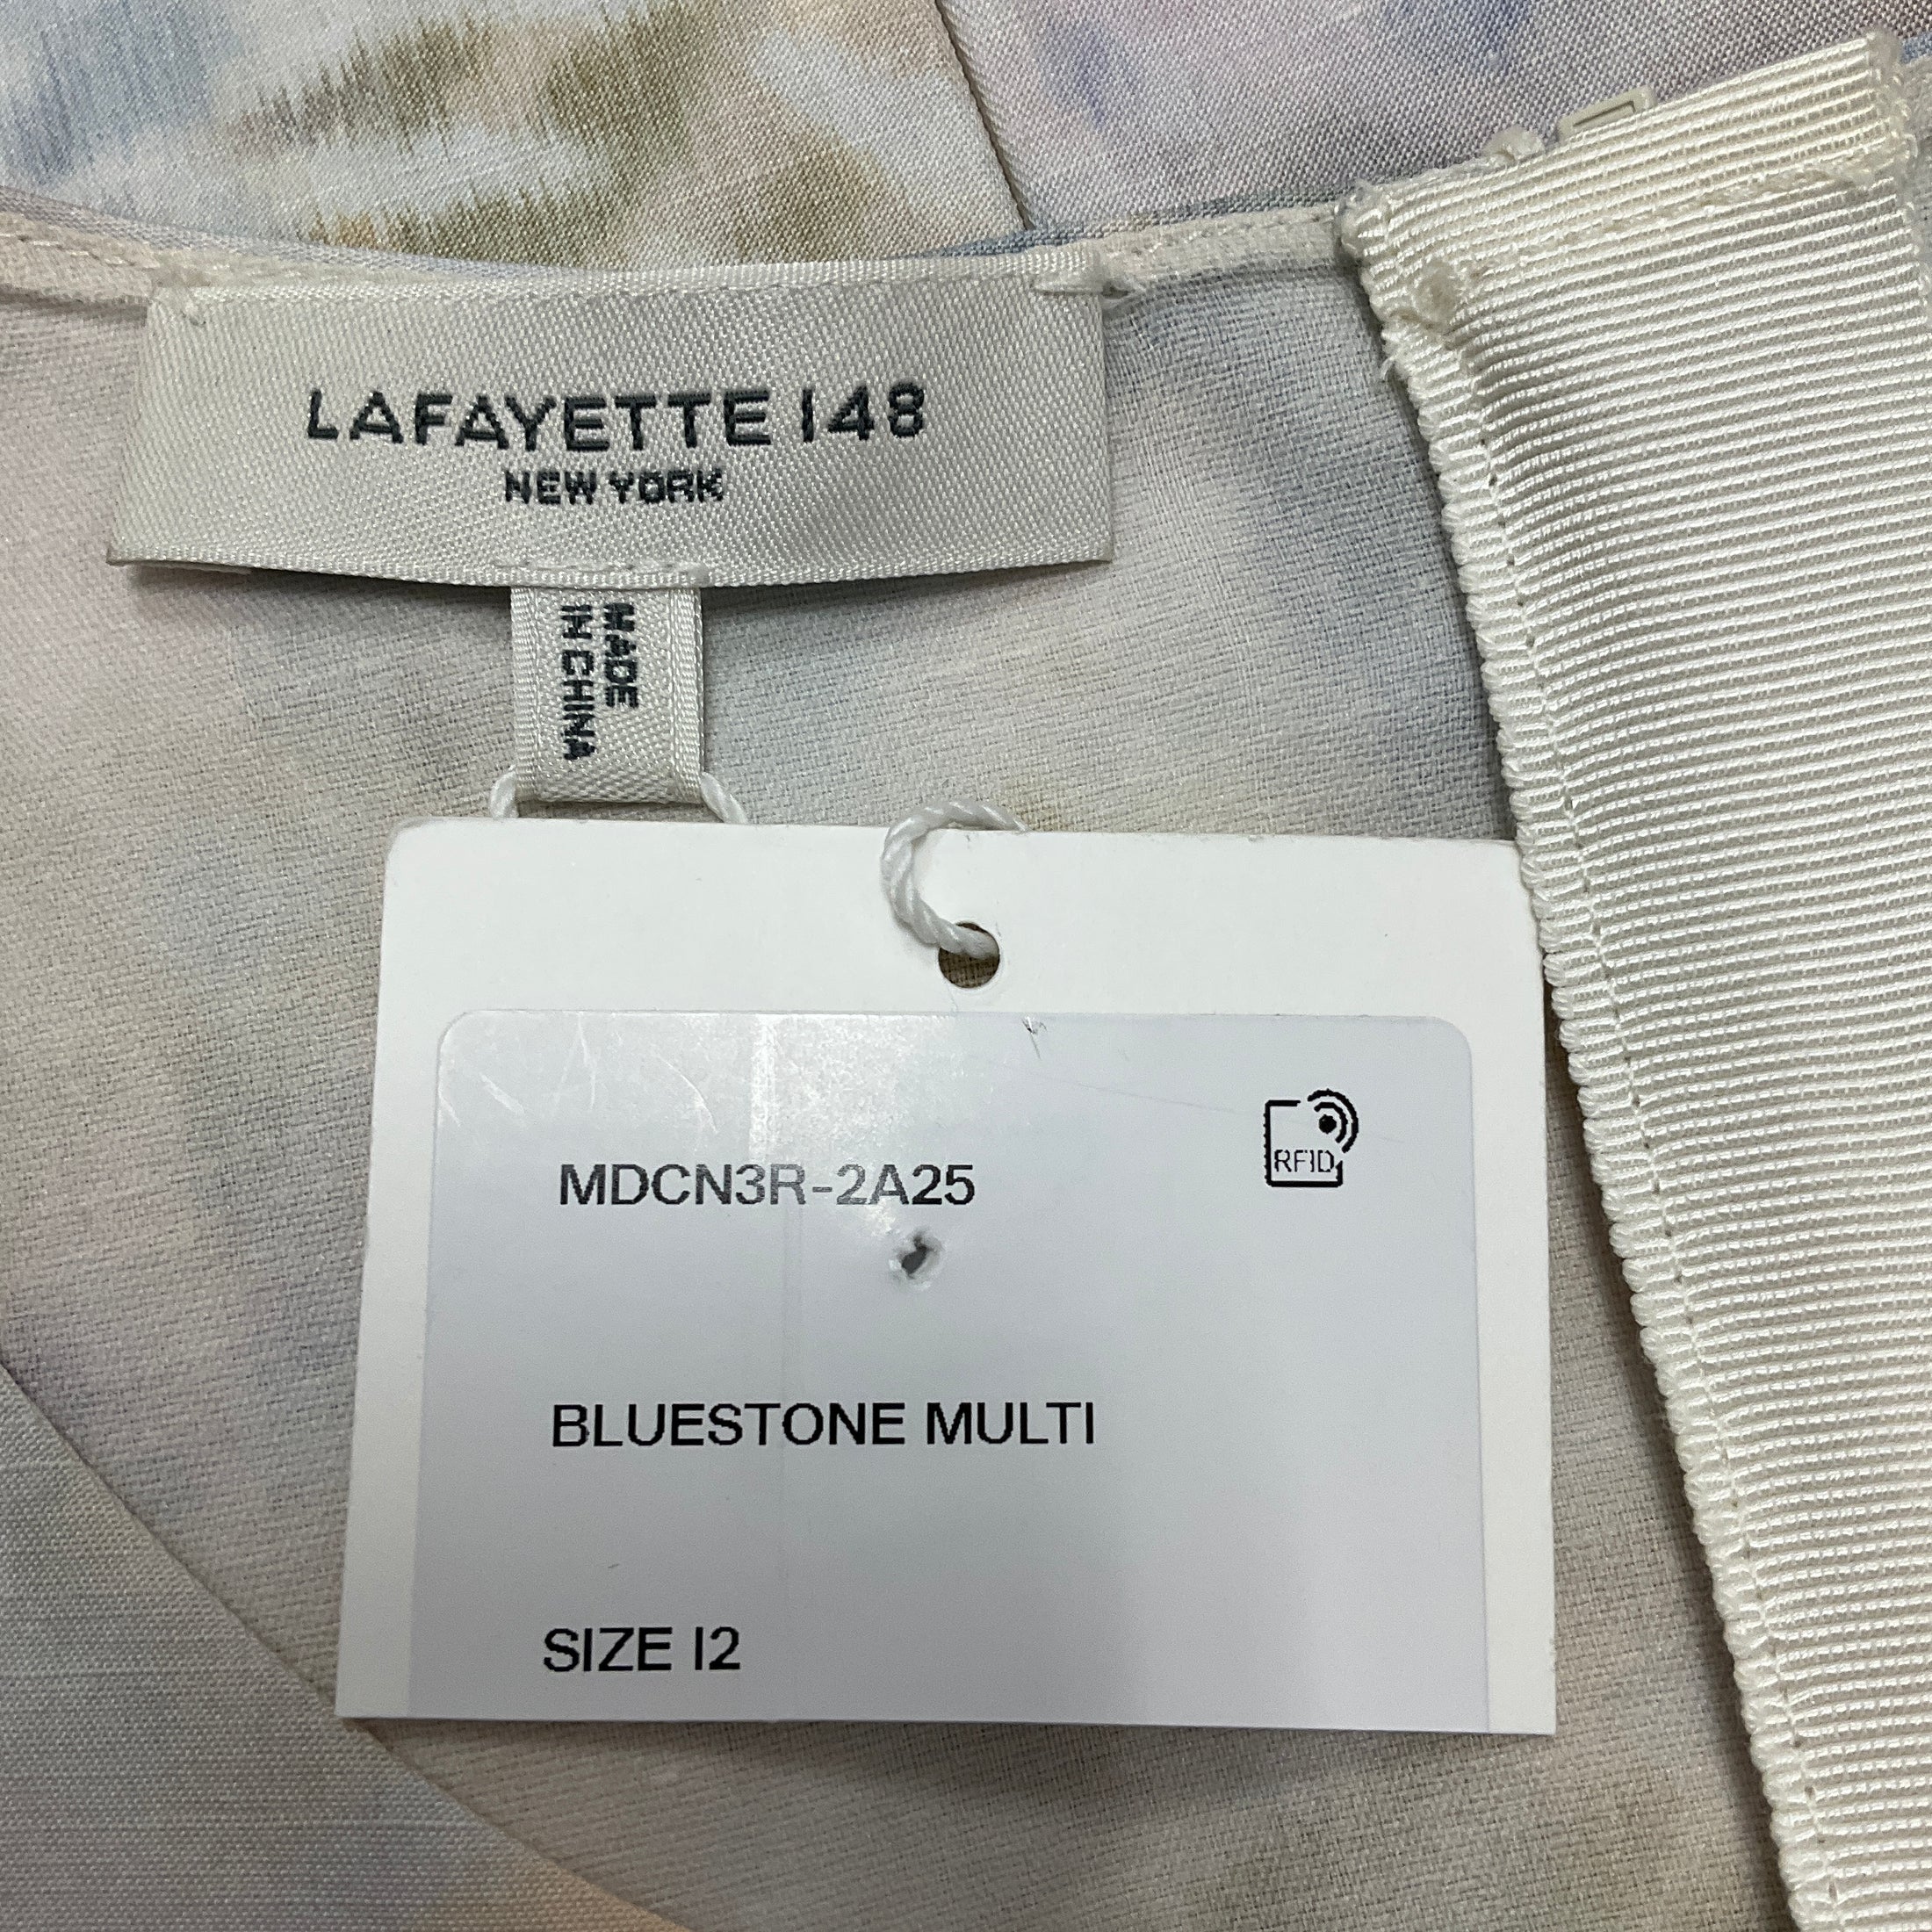 LAFAYETTE 148
NEW YORK
MADE
IN CHINA
RFID
MDCN3R-2A25
BLUESTONE MULTI
SIZE 12